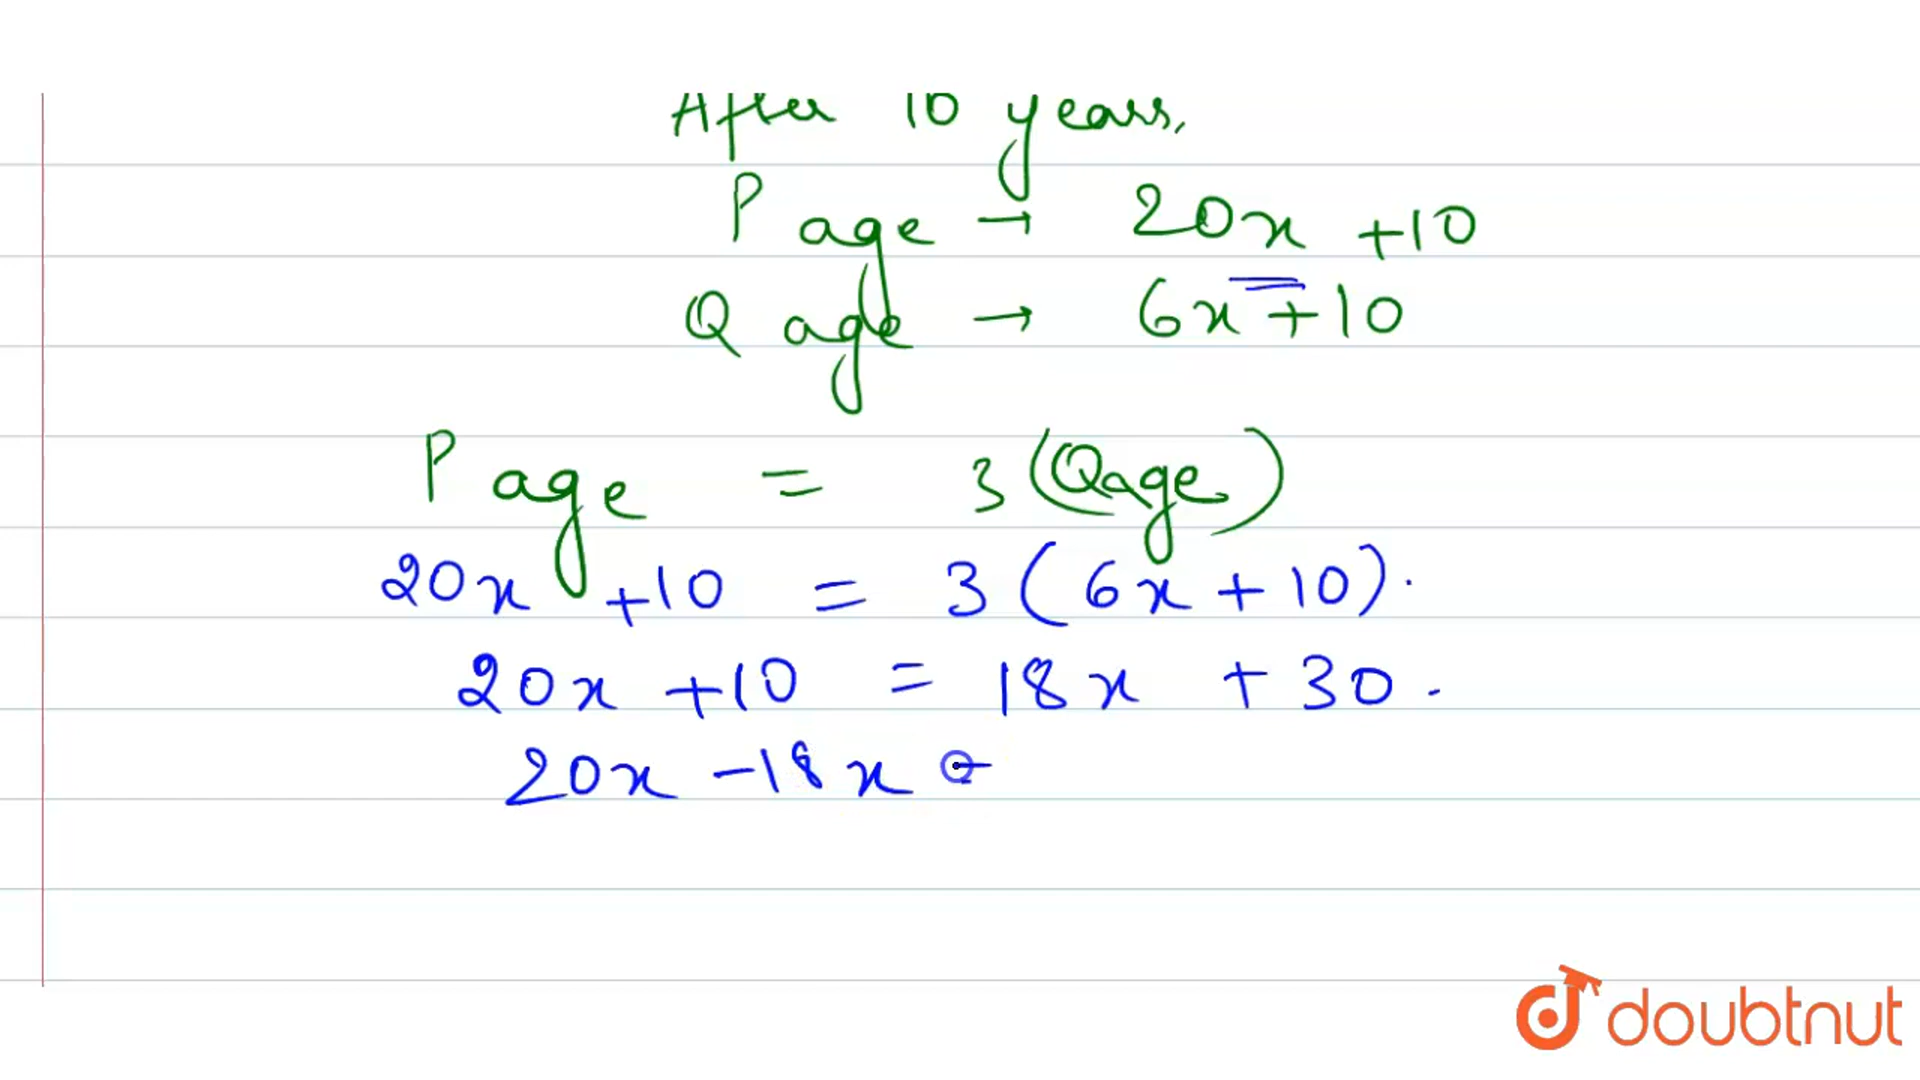 After 10 years,
P age → 20x +10
Q age → 6x + 10
P age = 3 (Q age)
20x +10 = 3 ( 6x + 10) .
20x +10 = 18x + 30 .
20x -18x =
doubtnut